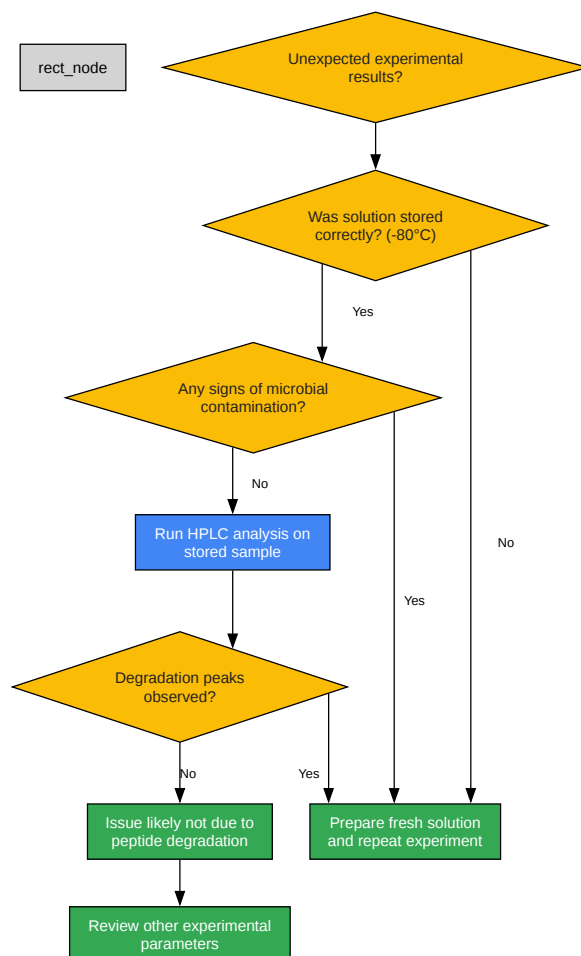 rect_node
Unexpected experimental
results?
Was solution stored
correctly? (-80°C)
Yes
Any signs of microbial
contamination?
No
Run HPLC analysis on
stored sample
No
Yes
Degradation peaks
observed?
No
Yes
Issue likely not due to
peptide degradation
Prepare fresh solution
and repeat experiment
Review other experimental
parameters